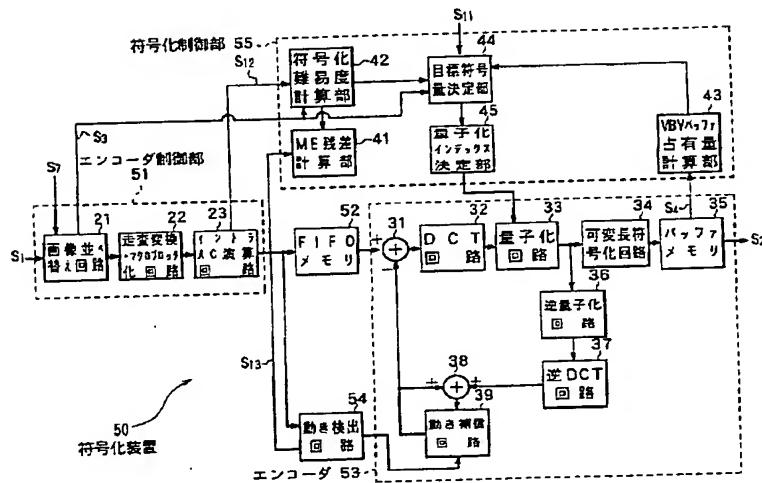 符号化制御部 55
S11
S12
42
符号化
難易度
計算部
44
目標符号
量決定部
43
VBVバッファ
占有量
計算部
45
量子化
インデックス
決定部
ME残差
計算部
41
S3
S7
エンコーダ制御部
51
S1
21
画像並べ
替え回路
22
走査変換
・マクロブロック
化回路
23
イントラ
AC演算
回路
52
FIFO
メモリ
31
32
DCT
回路
33
量子化
回路
34
可変長符
号化回路
S4
35
バッファ
メモリ
S2
36
逆量子化
回路
37
逆DCT
回路
38
39
動き補償
回路
S13
54
動き検出
回路
50
符号化装置
エンコーダ 53